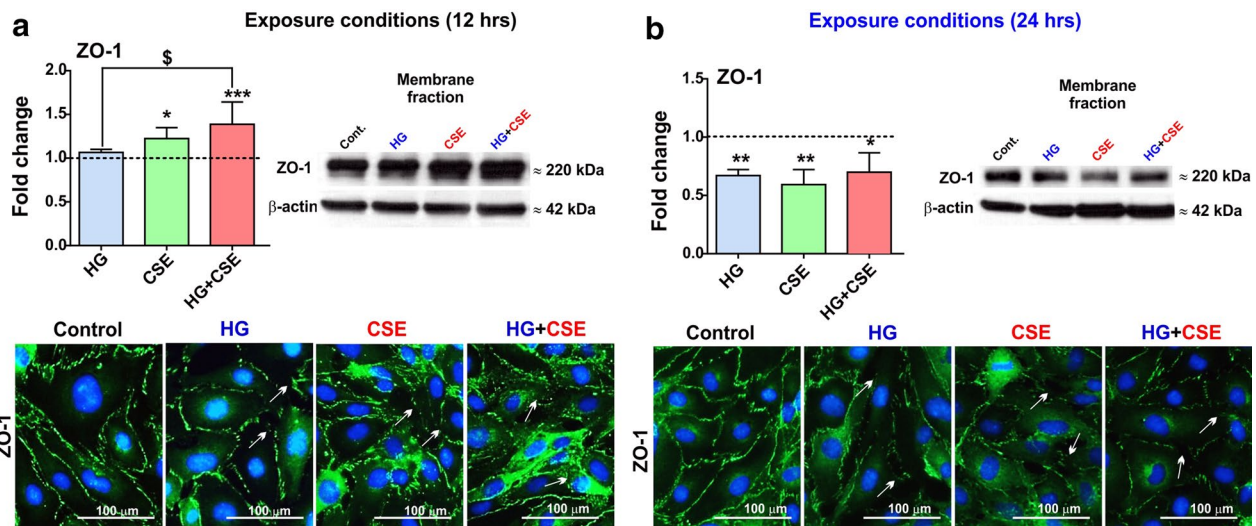 a
Exposure conditions (12 hrs)
ZO-1
Fold change
2.0
1.5
1.0
0.5
0.0
$
*
***
HG
CSE
HG+CSE
Membrane
fraction
Cont.
HG
CSE
HG+CSE
ZO-1
≈ 220 kDa
β-actin
≈ 42 kDa
Control
HG
CSE
HG+CSE
ZO-1
100 μm
100 μm
100 μm
100 μm
b
Exposure conditions (24 hrs)
ZO-1
Fold change
1.5
1.0
0.5
0.0
**
**
*
HG
CSE
HG+CSE
Membrane
fraction
Cont.
HG
CSE
HG+CSE
ZO-1
≈ 220 kDa
β-actin
≈ 42 kDa
Control
HG
CSE
HG+CSE
ZO-1
100 μm
100 μm
100 μm
100 μm